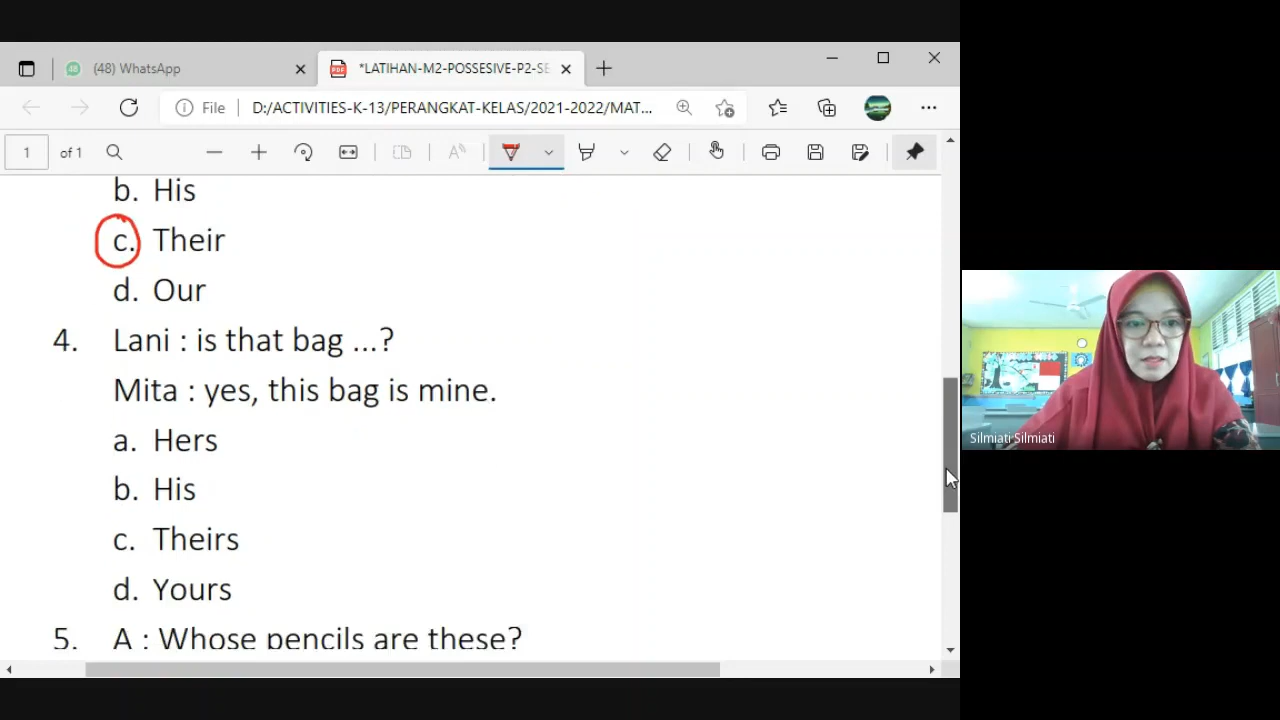 (48) WhatsApp
*LATIHAN-M2-POSSESIVE-P2-SE
File
D:/ACTIVITIES-K-13/PERANGKAT-KELAS/2021-2022/MAT...
1 of 1
b. His
c. Their
d. Our
4. Lani : is that bag ...?
Mita : yes, this bag is mine.
a. Hers
b. His
c. Theirs
d. Yours
5. A : Whose pencils are these?
Silmiati Silmiati